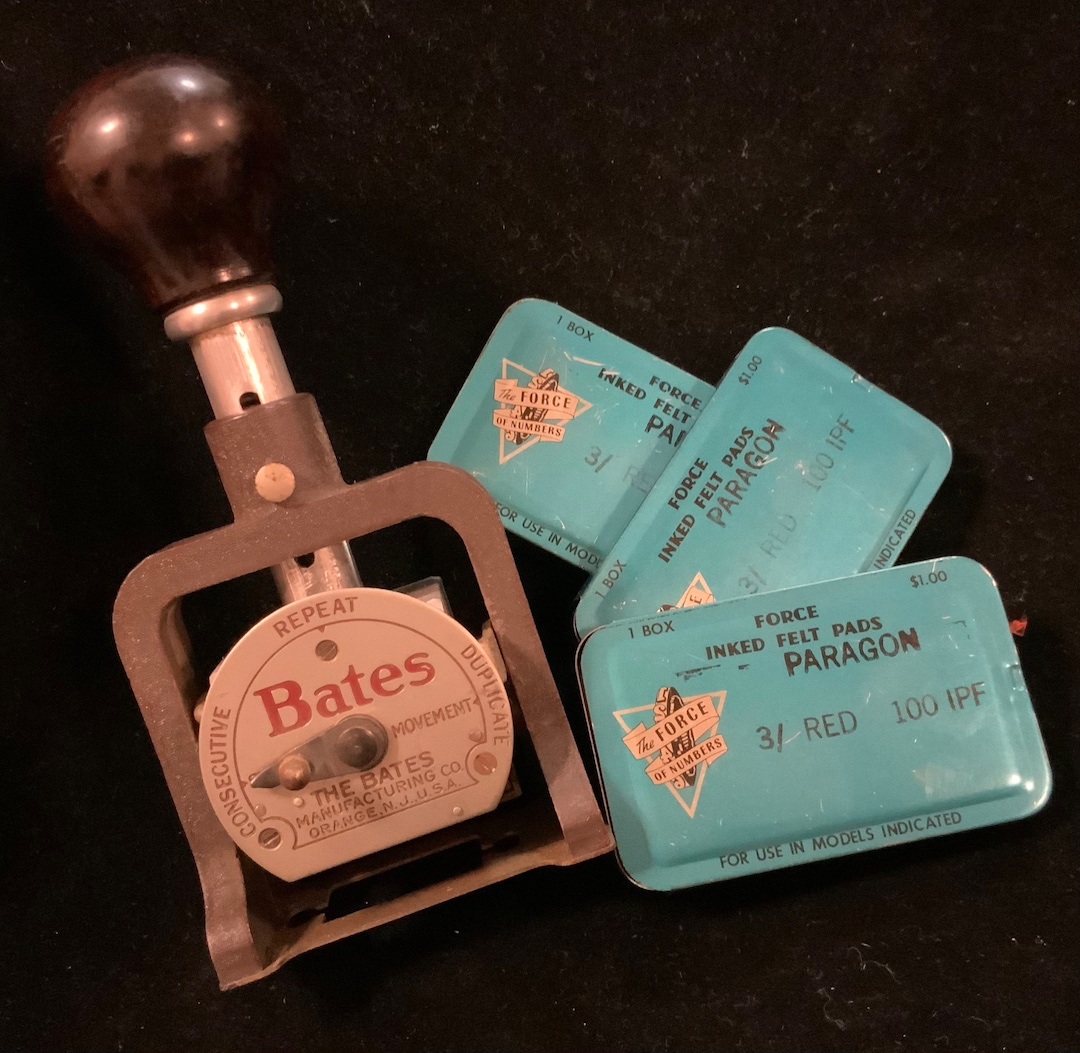 REPEAT
Bates
DUPLICATE
MOVEMENT
CONSECUTIVE
THE BATES
MANUFACTURING CO.
ORANGE, N.J., U.S.A.
1 BOX
FORCE
INKED FELT
The FORCE
OF NUMBERS
3/
FOR USE IN
$1.00
FORCE
INKED FELT PADS
PARAGON
3/ RED 100 IPF
1 BOX
INDICATED
1 BOX
$1.00
FORCE
INKED FELT PADS
PARAGON
The FORCE
OF NUMBERS
3/ RED 100 IPF
FOR USE IN MODELS INDICATED